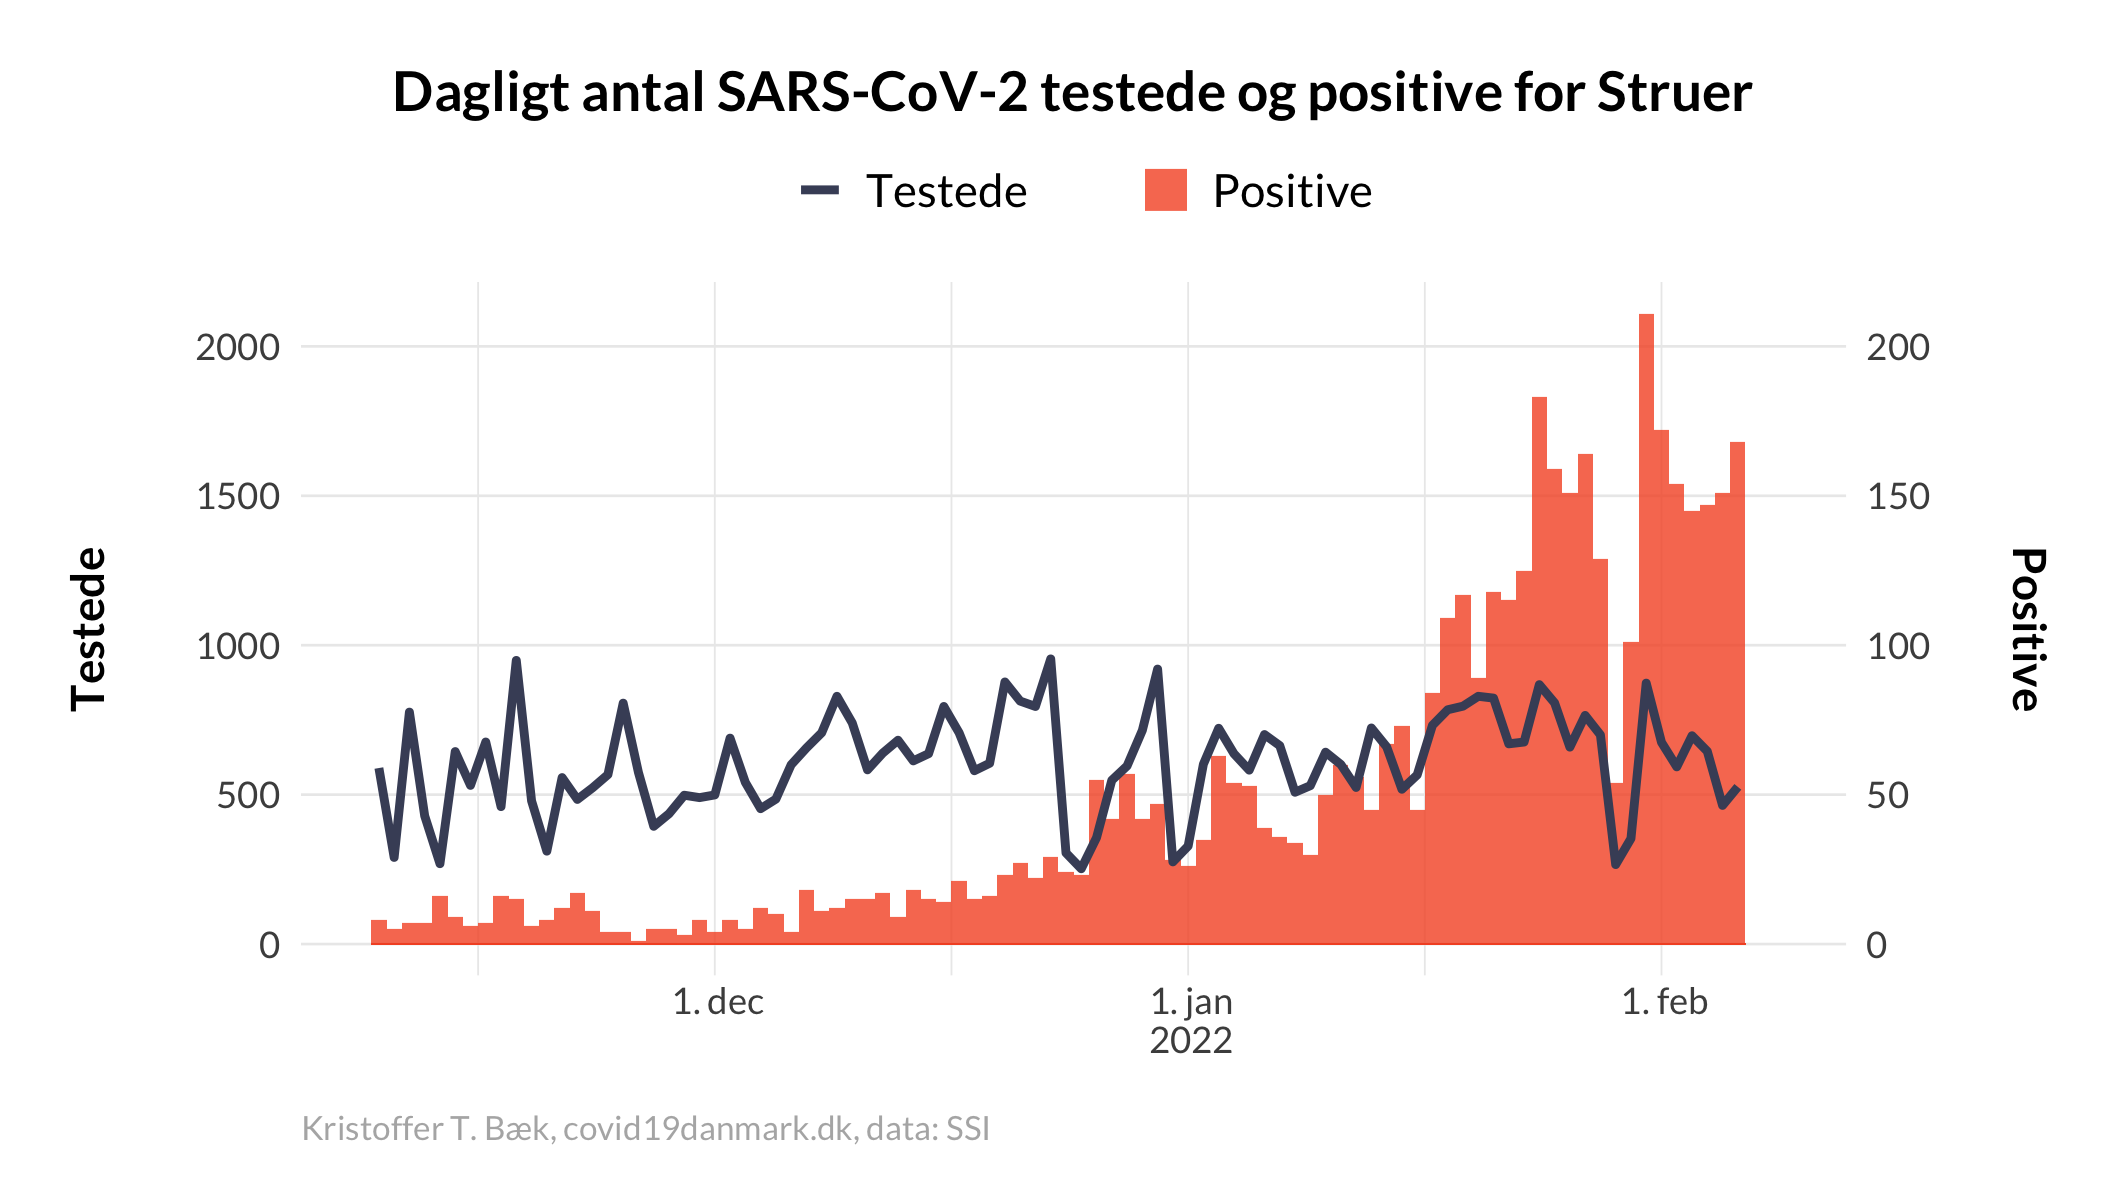 Dagligt antal SARS-CoV-2 testede og positive for Struer
Testede
Positive
2000
1500
1000
500
0
Testede
200
150
100
50
0
Positive
1. dec
1. jan
2022
1. feb
Kristoffer T. Bæk, covid19danmark.dk, data: SSI